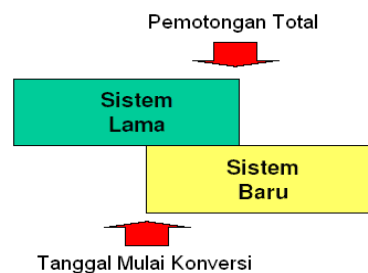 Pemotongan Total
Sistem
Lama
Sistem
Baru
Tanggal Mulai Konversi